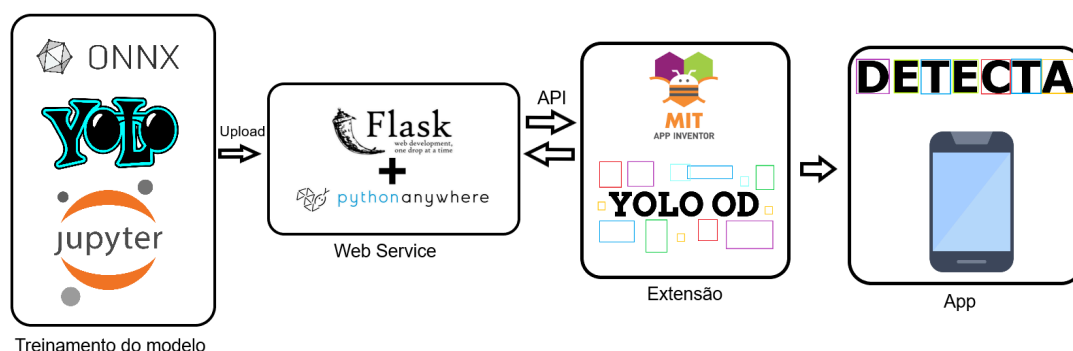 ONNX
YOLO
jupyter
Treinamento do modelo
Upload
Flask
web development,
one drop at a time
+
pythonanywhere
Web Service
API
MIT
APP INVENTOR
YOLO OD
Extensão
DETECTA
App